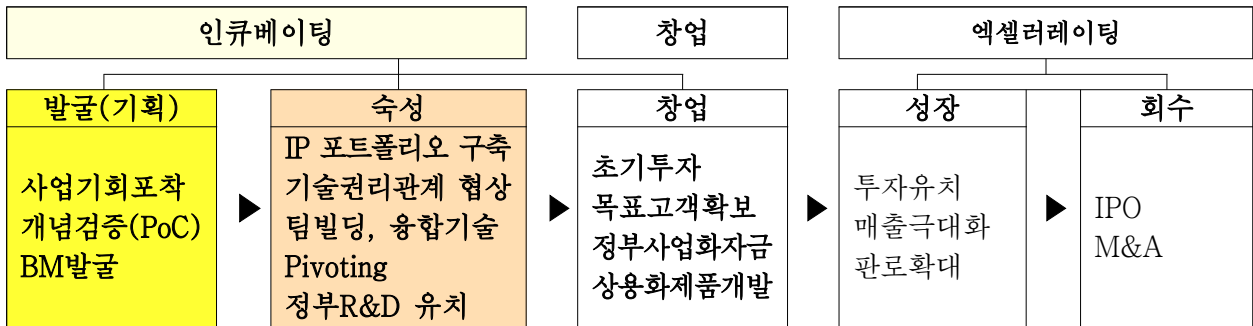 인큐베이팅
창업
엑셀러레이팅
발굴(기획)
사업기회포착
개념검증(PoC)
BM발굴
숙성
IP 포트폴리오 구축
기술권리관계 협상
팀빌딩, 융합기술
Pivoting
정부R&D 유치
창업
초기투자
목표고객확보
정부사업화자금
상용화제품개발
성장
투자유치
매출극대화
판로확대
회수
IPO
M&A